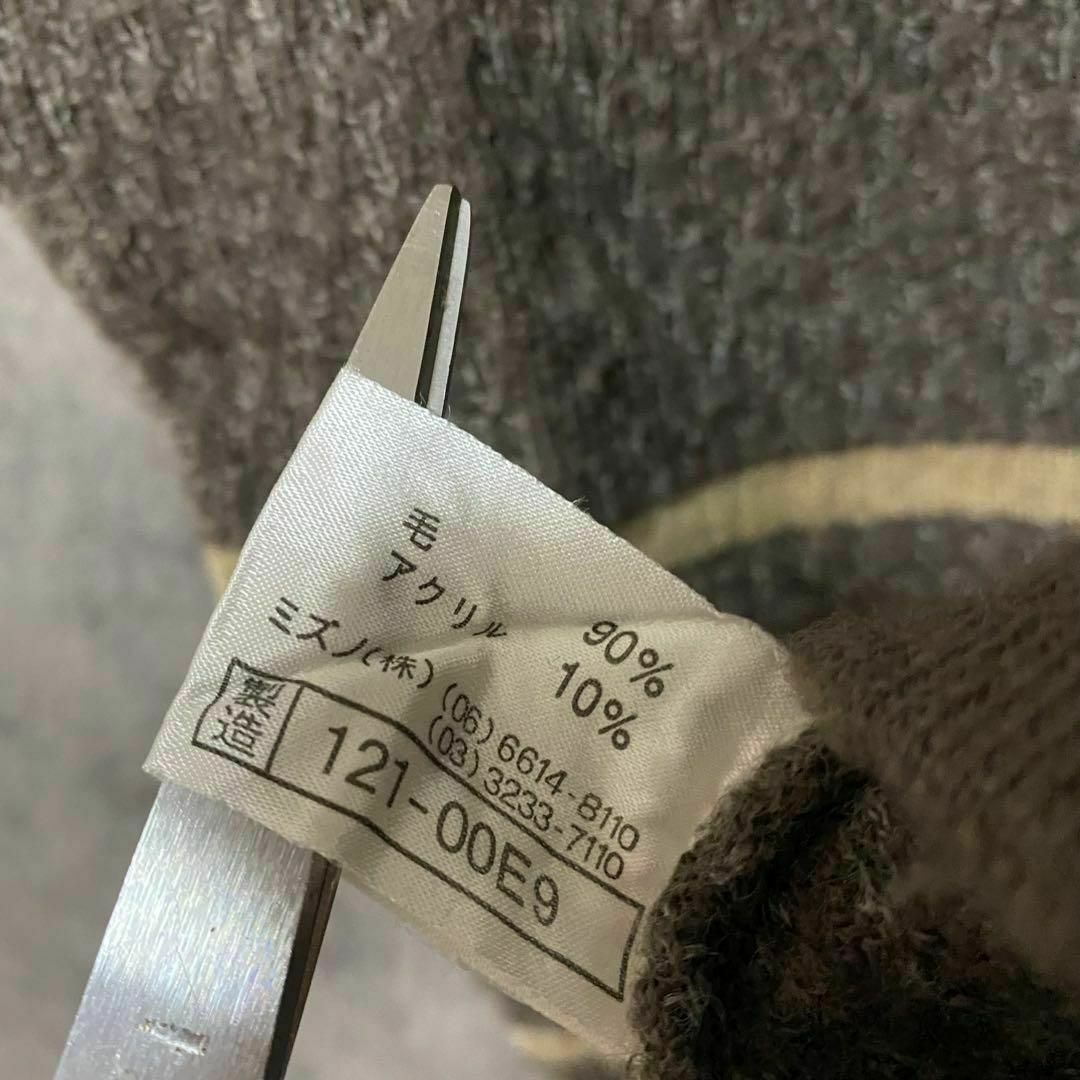 毛 90%
アクリル 10%
ミズノ(株) (06)6614-8110
(03)3233-7110
製造 121-00E9